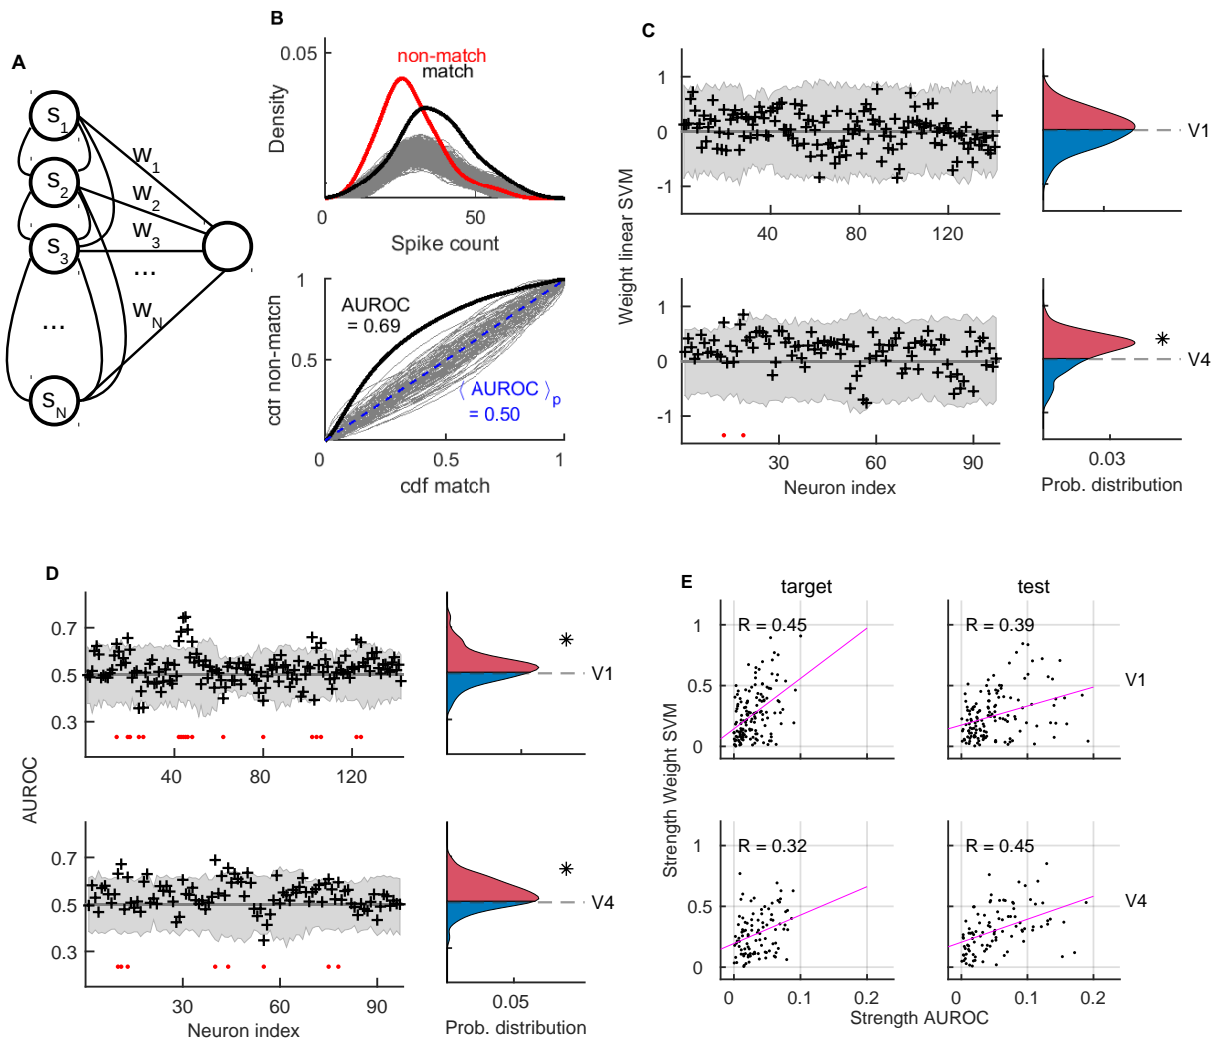 A
S1
S2
S3
...
SN
W1
W2
W3
...
WN
B
0.05
non-match
match
Density
0
50
Spike count
1
AUROC
= 0.69
0.5
cdf non-match
⟨ AUROC ⟩p
= 0.50
0
0
0.5
1
cdf match
C
1
0
-1
40
80
120
V1
Weight linear SVM
1
0
-1
30
60
90
Neuron index
*
V4
0.03
Prob. distribution
D
0.7
0.5
0.3
40
80
120
*
V1
AUROC
0.7
0.5
0.3
30
60
90
Neuron index
*
V4
0.05
Prob. distribution
E
target
test
1
R = 0.45
0.5
0
R = 0.39
V1
Strength Weight SVM
1
R = 0.32
0.5
0
R = 0.45
V4
0
0.1
0.2
0
0.1
0.2
Strength AUROC